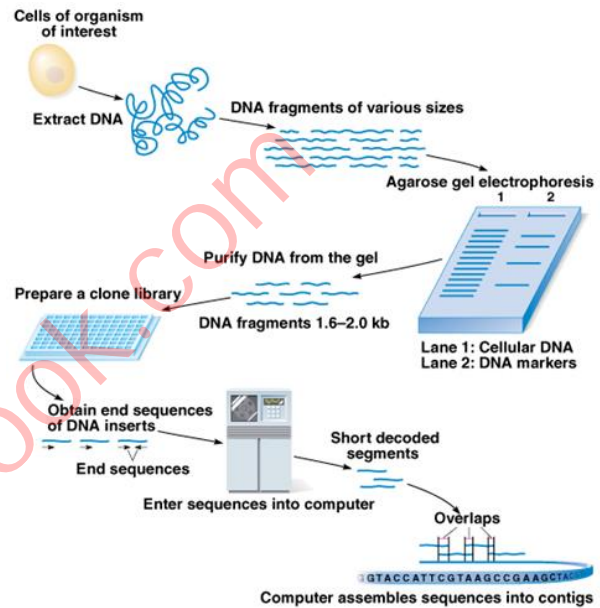 Cells of organism
of interest
Extract DNA
DNA fragments of various sizes
Agarose gel electrophoresis
1 2
Purify DNA from the gel
DNA fragments 1.6–2.0 kb
Prepare a clone library
Lane 1: Cellular DNA
Lane 2: DNA markers
Obtain end sequences
of DNA inserts
End sequences
Enter sequences into computer
Short decoded
segments
Overlaps
GTACCATTCGTAAGCCGAAGCTAC
Computer assembles sequences into contigs
ook.com